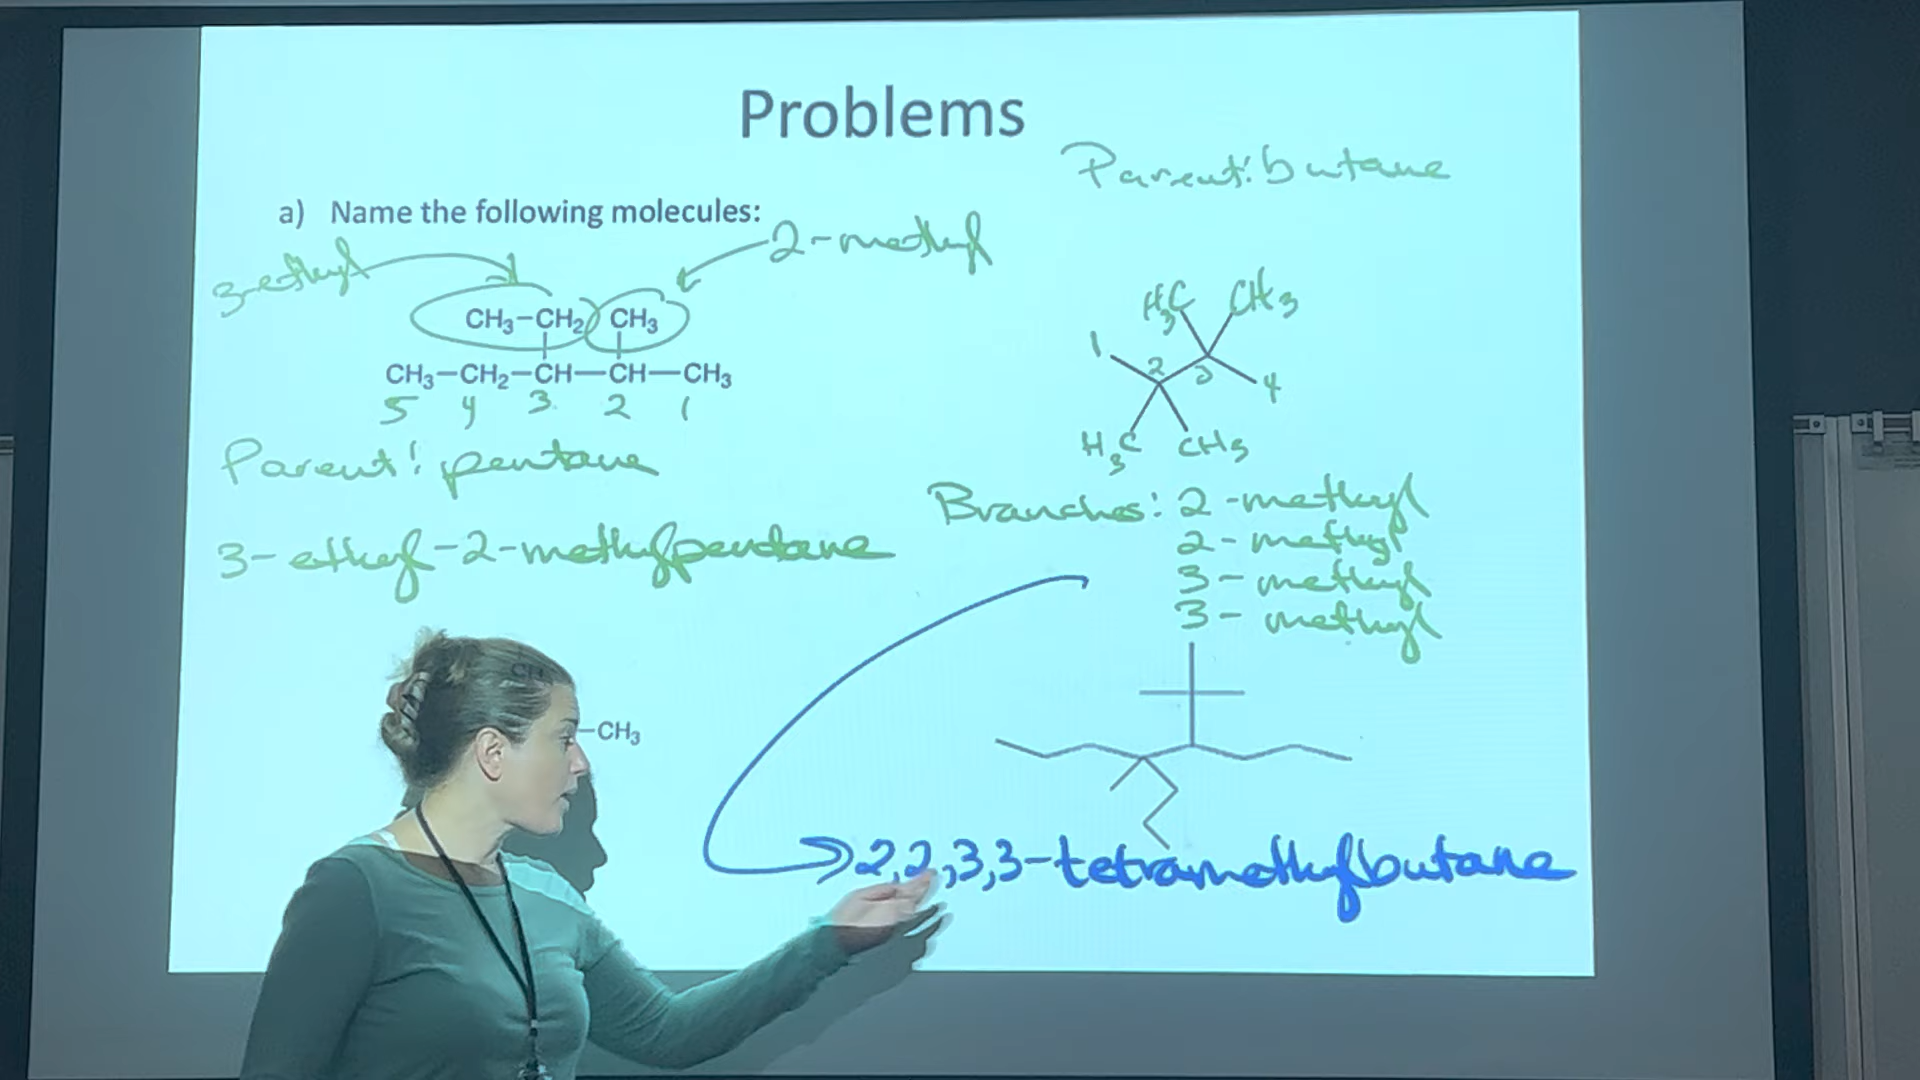 Problems
Parent: butane
a) Name the following molecules:
2-methyl
3-ethyl
CH₃-CH₂ CH₃
CH₃-CH₂-CH-CH-CH₃
5 4 3 2 1
Parent: pentane
3-ethyl-2-methylpentane
H₃C CH₃
1 2 3 4
H₃C CH₃
Branches: 2-methyl
2-methyl
3-methyl
3-methyl
CH
-CH₃
2,2,3,3-tetramethylbutane